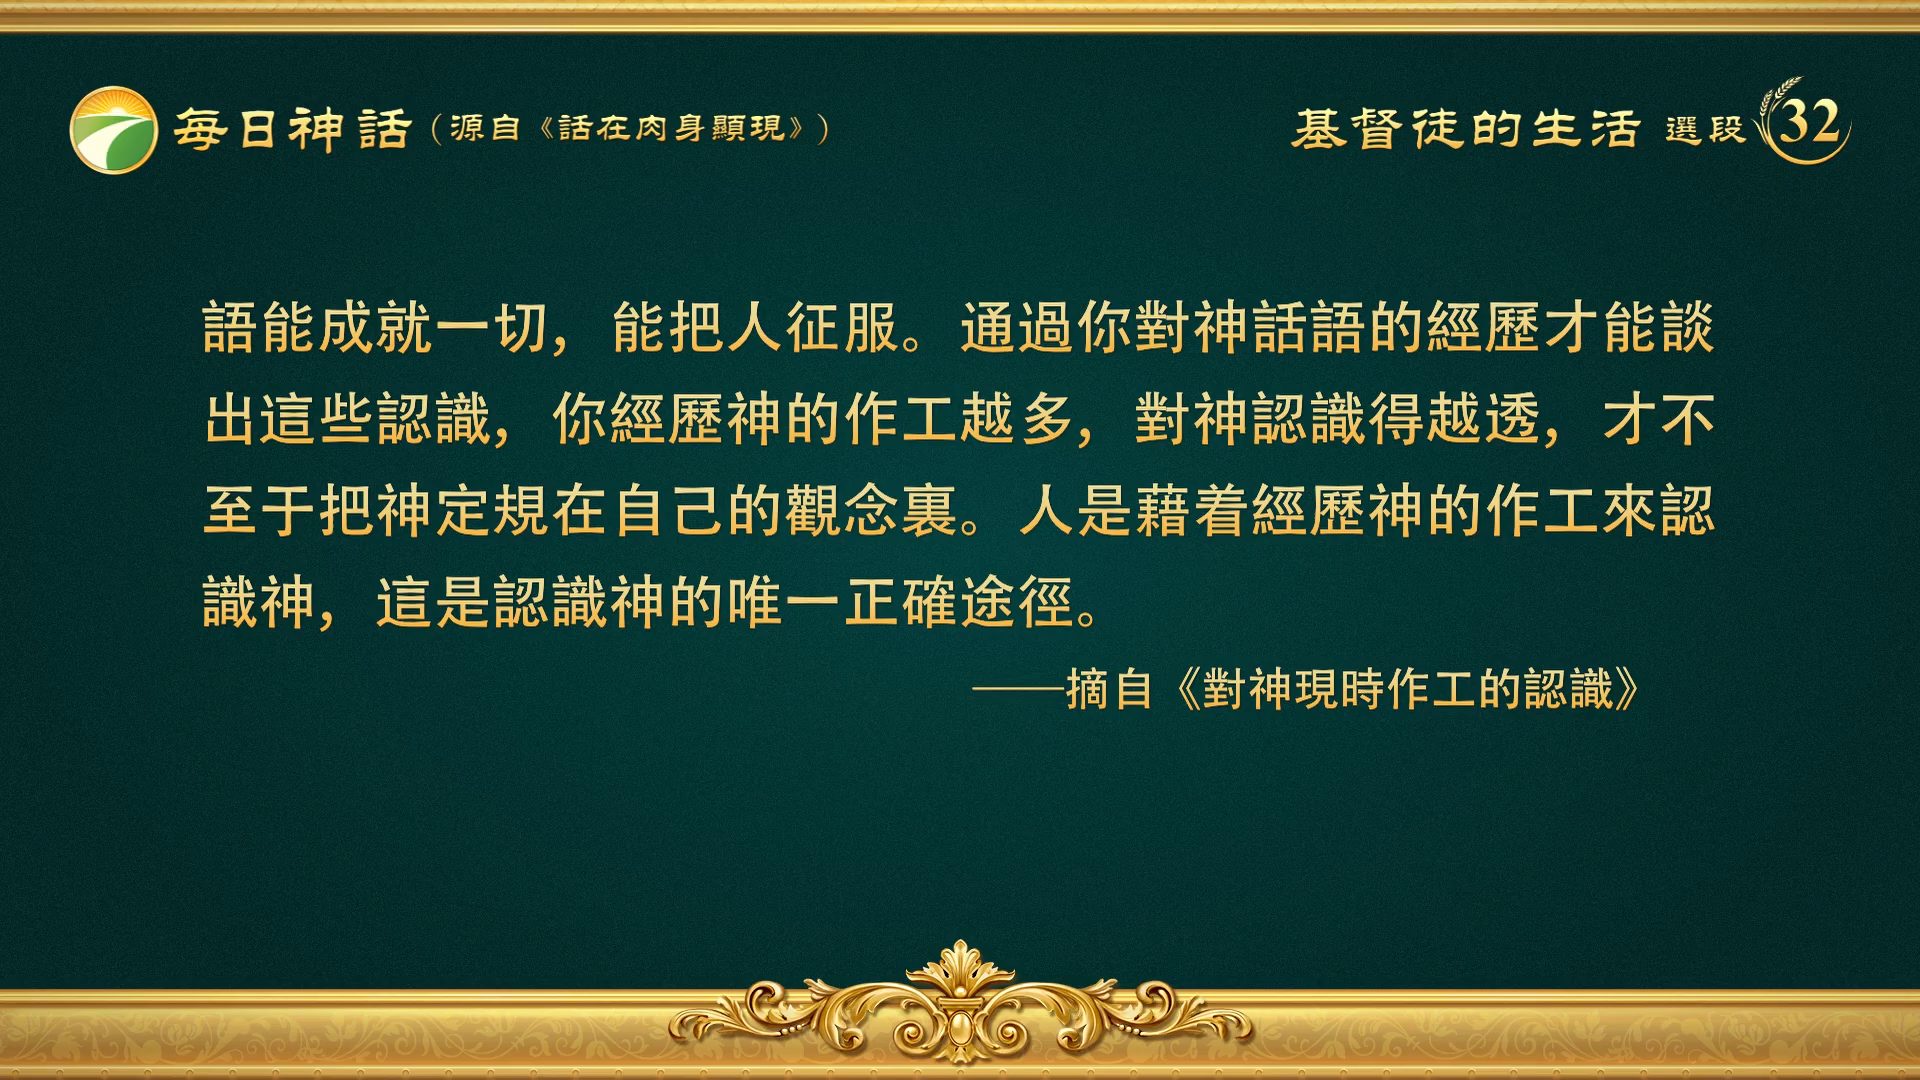 每日神話（源自《話在肉身顯現》）
基督徒的生活 選段 32
語能成就一切，能把人征服。通過你對神話語的經歷才能談
出這些認識，你經歷神的作工越多，對神認識得越透，才不
至于把神定規在自己的觀念裏。人是藉着經歷神的作工來認
識神，這是認識神的唯一正確途徑。
——摘自《對神現時作工的認識》